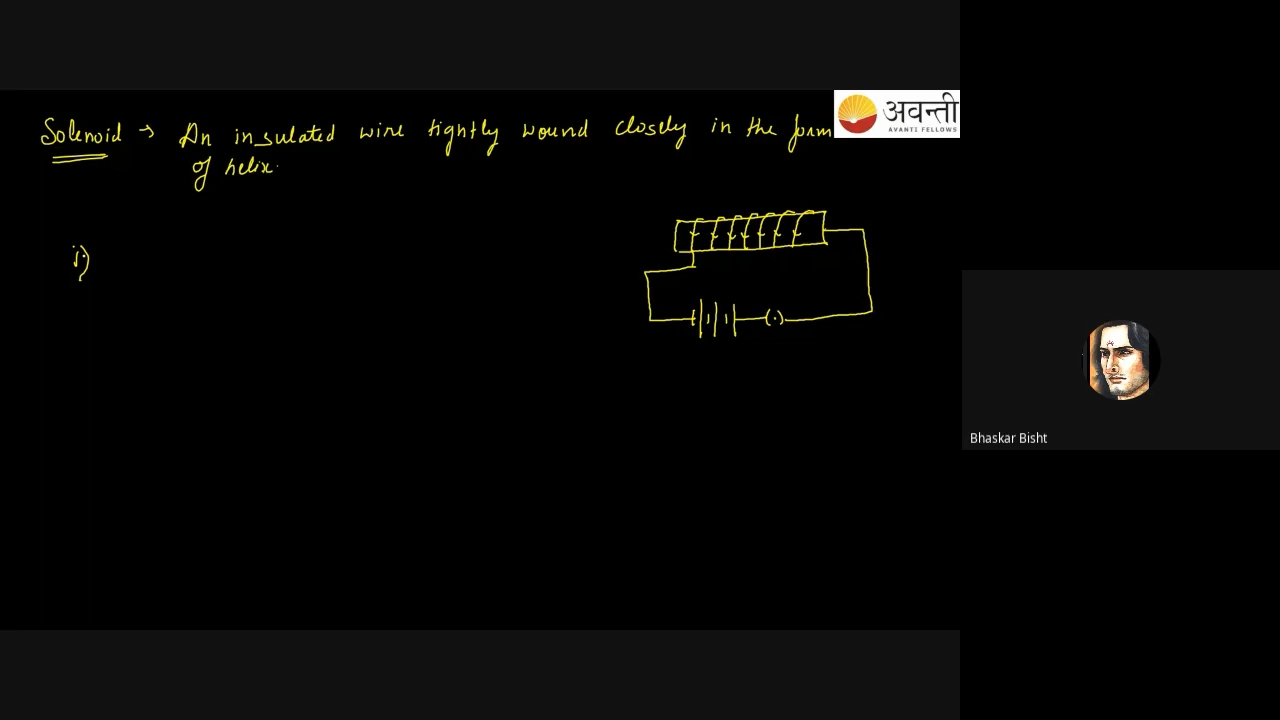 Solenoid → An insulated wire tightly wound closely in the form
of helix.
अवन्ती
AVANTI FELLOWS
i)
Bhaskar Bisht